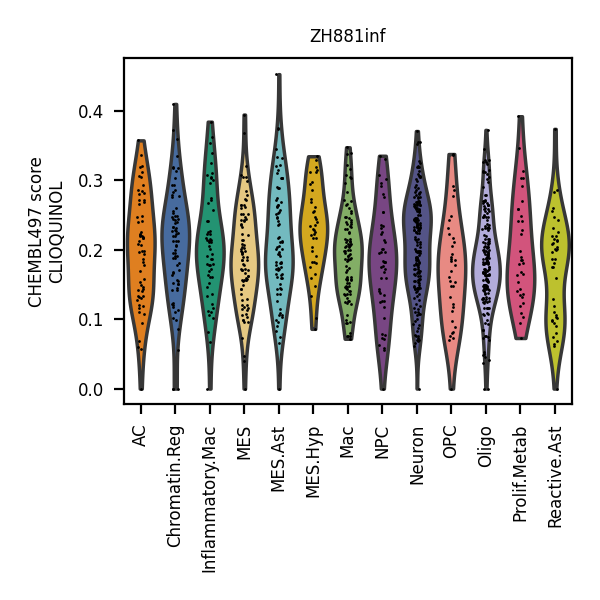 ZH881inf
CHEMBL497 score
CLIOQUINOL
0.4
0.3
0.2
0.1
0.0
AC
Chromatin.Reg
Inflammatory.Mac
MES
MES.Ast
MES.Hyp
Mac
NPC
Neuron
OPC
Oligo
Prolif.Metab
Reactive.Ast